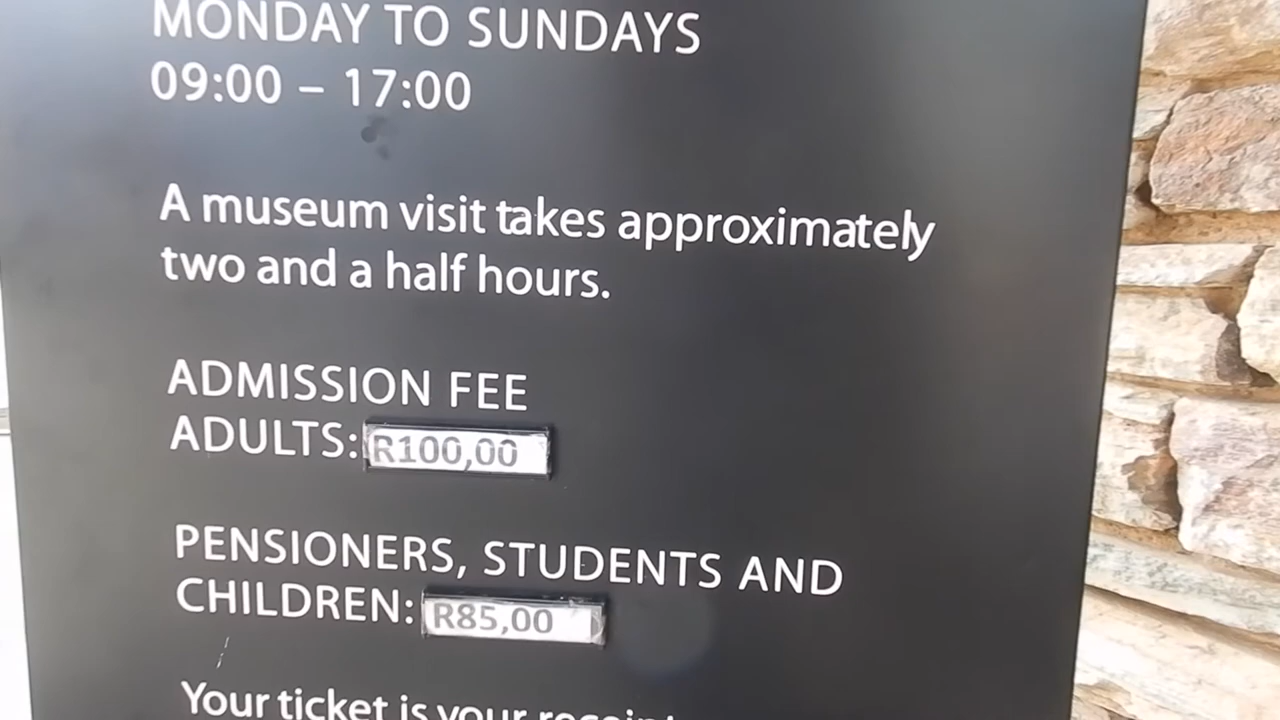 MONDAY TO SUNDAYS
09:00 – 17:00
A museum visit takes approximately
two and a half hours.
ADMISSION FEE
ADULTS: R100,00
PENSIONERS, STUDENTS AND
CHILDREN: R85,00
Your ticket is your receipt